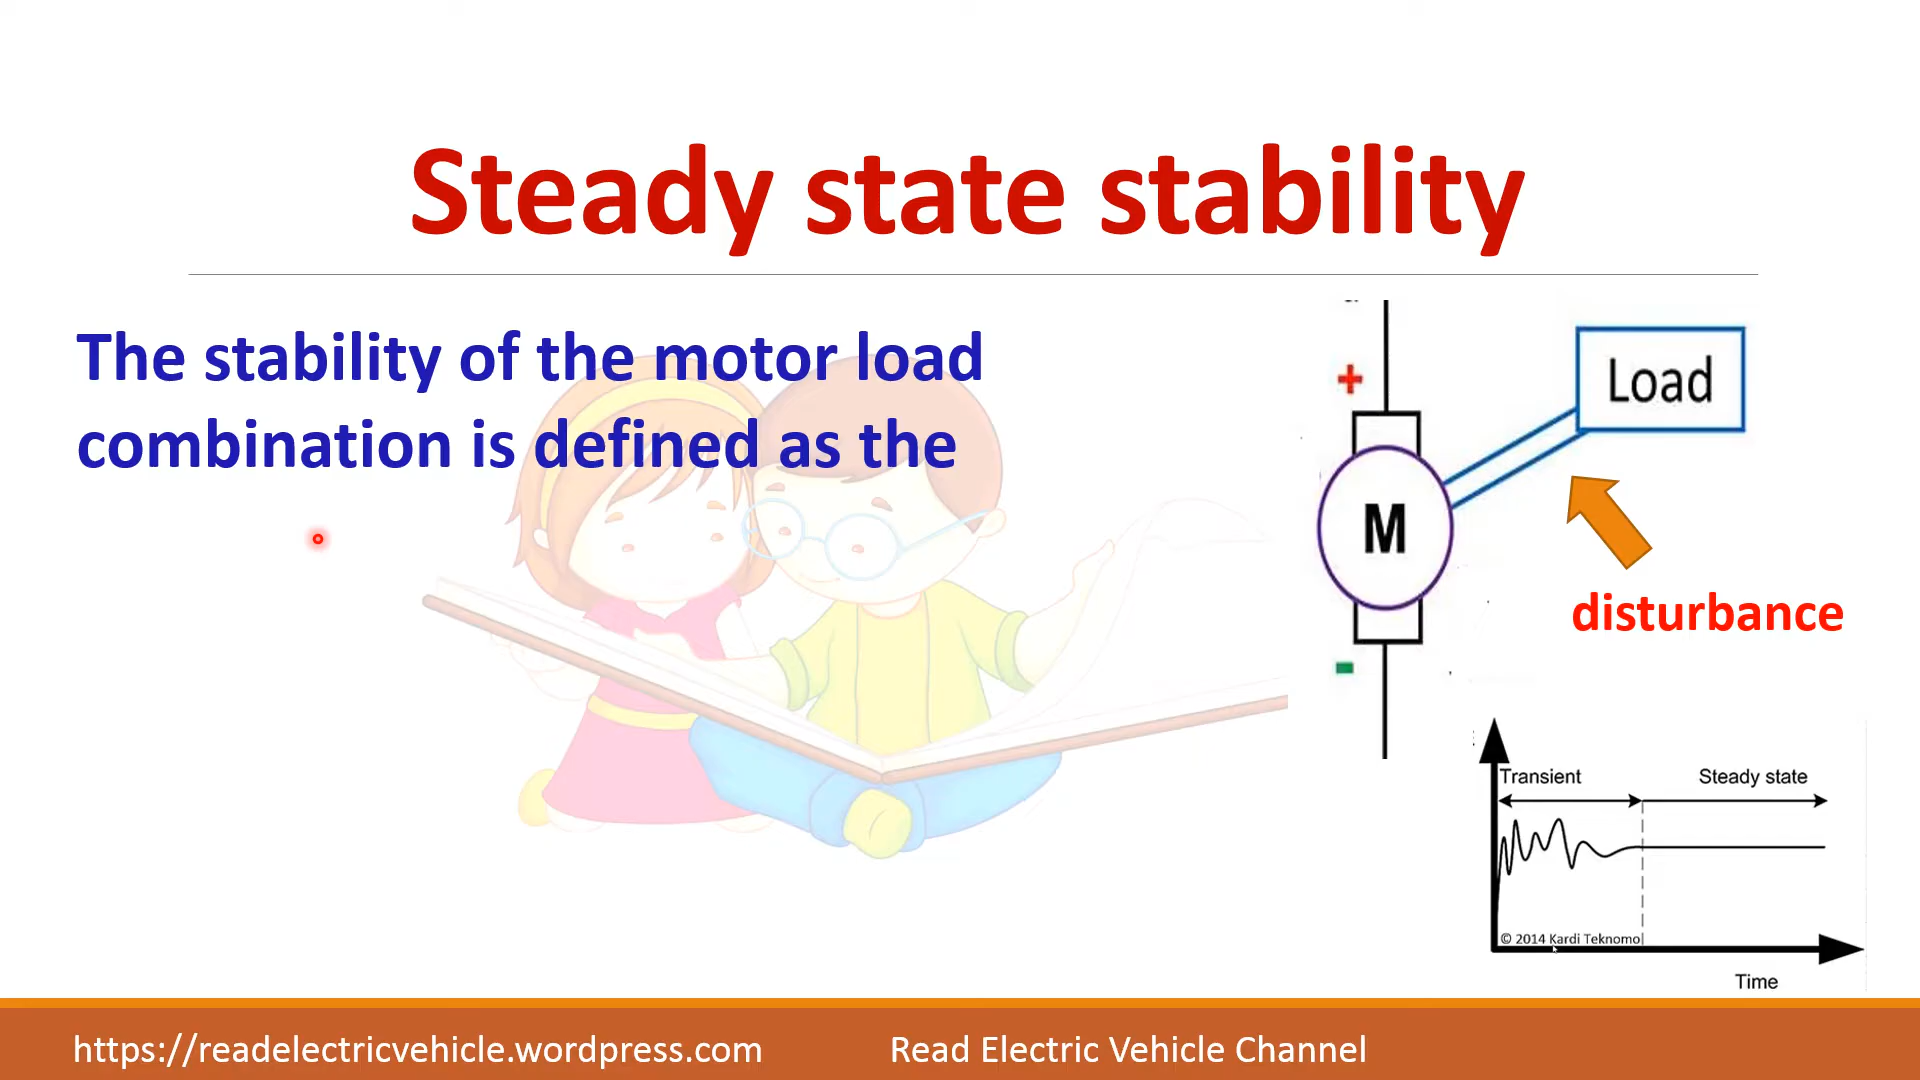 Steady state stability
The stability of the motor load
combination is defined as the
+
Load
M
disturbance
-
Transient
Steady state
© 2014 Kardi Teknomo
Time
https://readelectricvehicle.wordpress.com
Read Electric Vehicle Channel